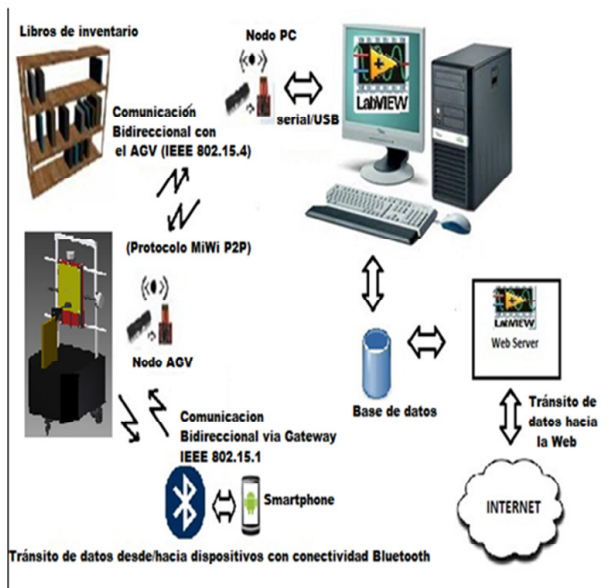 Libros de inventario
Nodo PC
LabVIEW
serial/USB
Comunicación
Bidireccional con
el AGV (IEEE 802.15.4)
(Protocolo MiWi P2P)
Nodo AGV
Base de datos
LabVIEW
Web Server
Tránsito de
datos hacia
la Web
INTERNET
Comunicacion
Bidireccional via Gateway
IEEE 802.15.1
Smartphone
Tránsito de datos desde/hacia dispositivos con conectividad Bluetooth